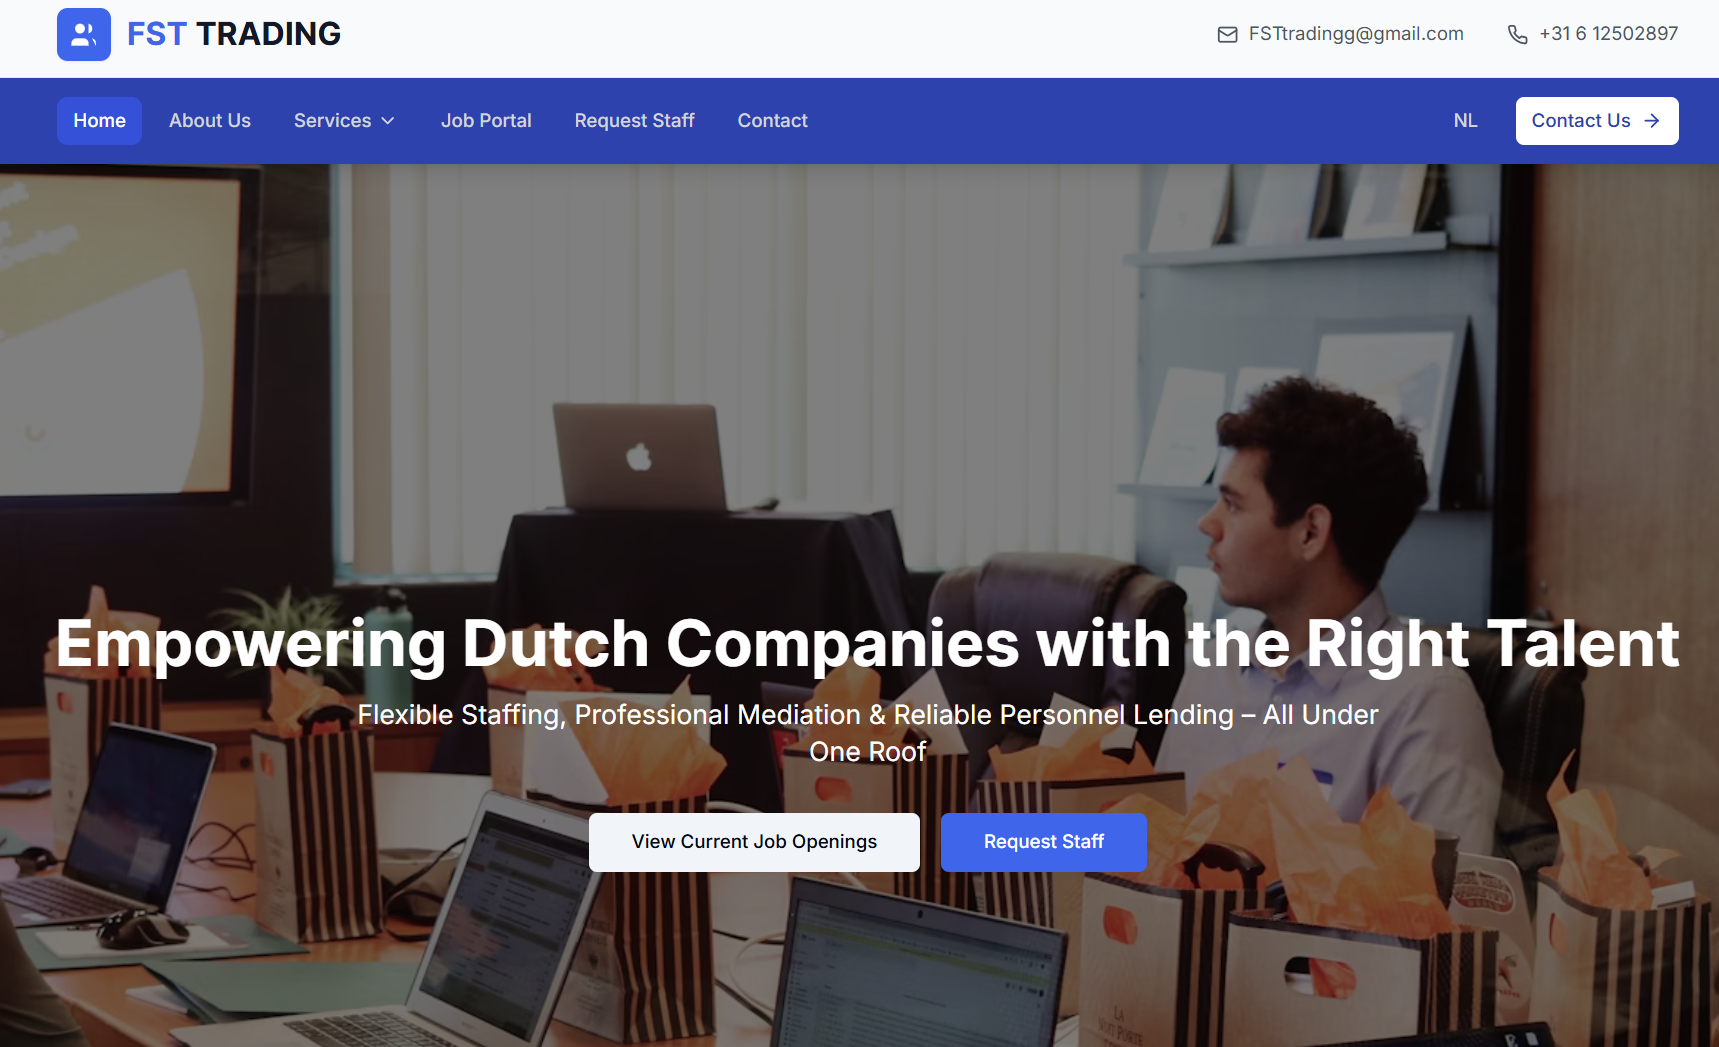 FST TRADING
FSTtradingg@gmail.com
+31 6 12502897
Home
About Us
Services
Job Portal
Request Staff
Contact
NL
Contact Us
Empowering Dutch Companies with the Right Talent
Flexible Staffing, Professional Mediation & Reliable Personnel Lending – All Under
One Roof
View Current Job Openings
Request Staff
LA